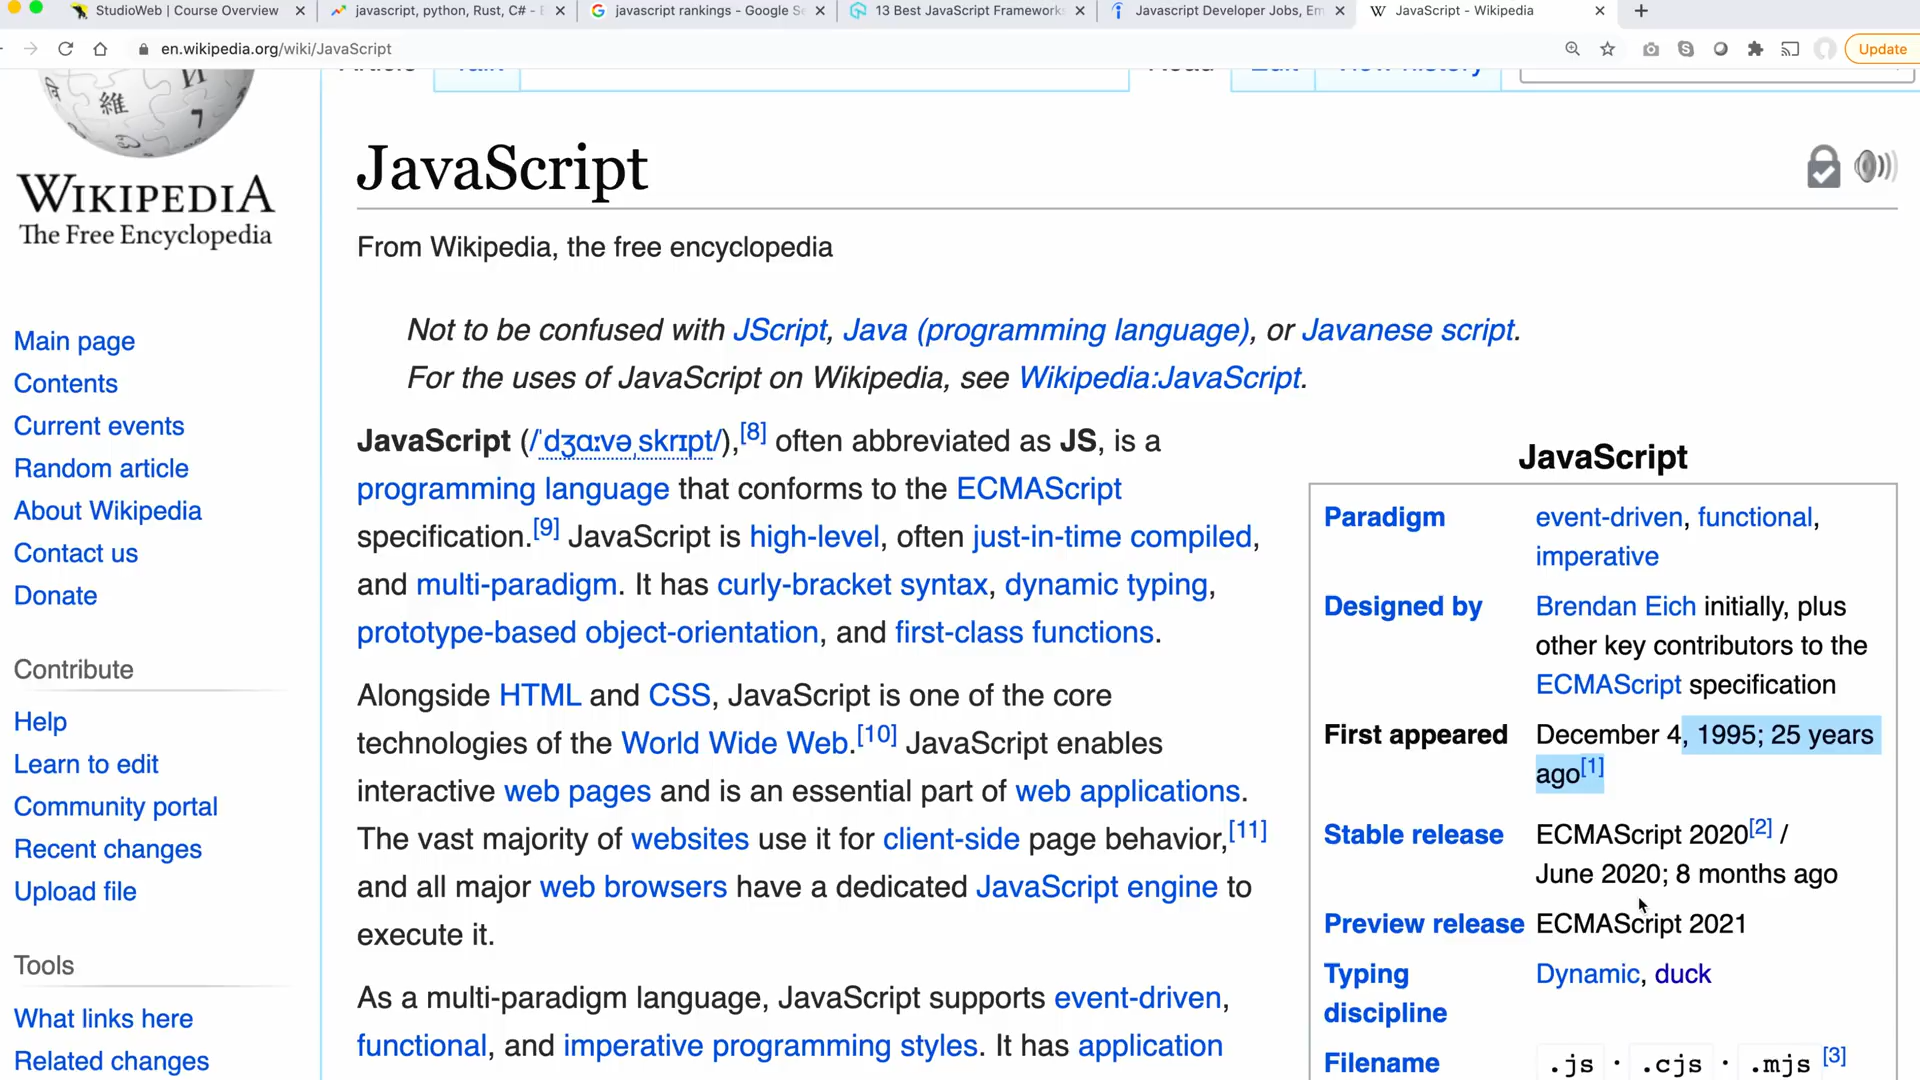 StudioWeb | Course Overview
javascript, python, Rust, C# - E
javascript rankings - Google Se
13 Best JavaScript Frameworks
Javascript Developer Jobs, Em
JavaScript - Wikipedia
en.wikipedia.org/wiki/JavaScript
Update
Article
Talk
Read
Edit
View history
WIKIPEDIA
The Free Encyclopedia
Main page
Contents
Current events
Random article
About Wikipedia
Contact us
Donate
Contribute
Help
Learn to edit
Community portal
Recent changes
Upload file
Tools
What links here
Related changes
JavaScript
From Wikipedia, the free encyclopedia
Not to be confused with JScript, Java (programming language), or Javanese script.
For the uses of JavaScript on Wikipedia, see Wikipedia:JavaScript.
JavaScript (/ˈdʒɑːvəˌskrɪpt/),[8] often abbreviated as JS, is a
programming language that conforms to the ECMAScript
specification.[9] JavaScript is high-level, often just-in-time compiled,
and multi-paradigm. It has curly-bracket syntax, dynamic typing,
prototype-based object-orientation, and first-class functions.
Alongside HTML and CSS, JavaScript is one of the core
technologies of the World Wide Web.[10] JavaScript enables
interactive web pages and is an essential part of web applications.
The vast majority of websites use it for client-side page behavior,[11]
and all major web browsers have a dedicated JavaScript engine to
execute it.
As a multi-paradigm language, JavaScript supports event-driven,
functional, and imperative programming styles. It has application
JavaScript
Paradigm event-driven, functional,
imperative
Designed by Brendan Eich initially, plus
other key contributors to the
ECMAScript specification
First appeared December 4, 1995; 25 years
ago[1]
Stable release ECMAScript 2020[2] /
June 2020; 8 months ago
Preview release ECMAScript 2021
Typing Dynamic, duck
discipline
Filename .js · .cjs · .mjs [3]